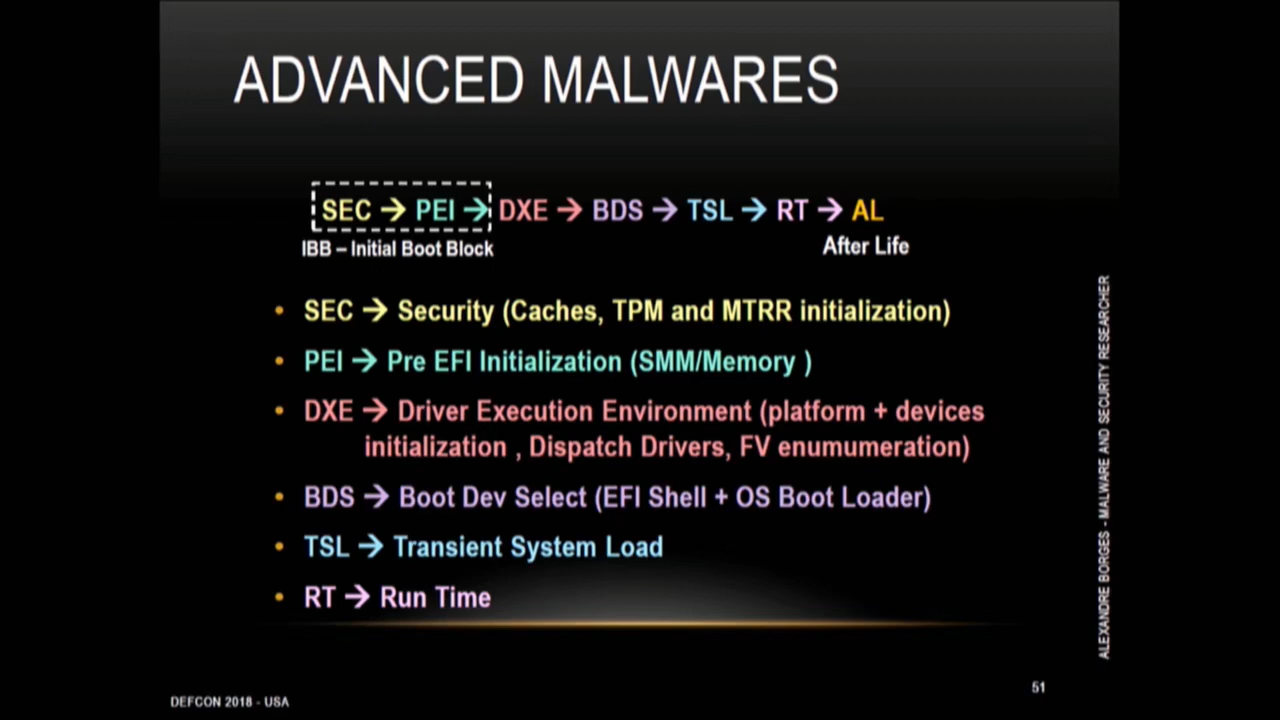 ADVANCED MALWARES
SEC → PEI → DXE → BDS → TSL → RT → AL
IBB – Initial Boot Block
After Life
• SEC → Security (Caches, TPM and MTRR initialization)
• PEI → Pre EFI Initialization (SMM/Memory )
• DXE → Driver Execution Environment (platform + devices
initialization , Dispatch Drivers, FV enumumeration)
• BDS → Boot Dev Select (EFI Shell + OS Boot Loader)
• TSL → Transient System Load
• RT → Run Time
ALEXANDRE BORGES - MALWARE AND SECURITY RESEARCHER
DEFCON 2018 - USA
51